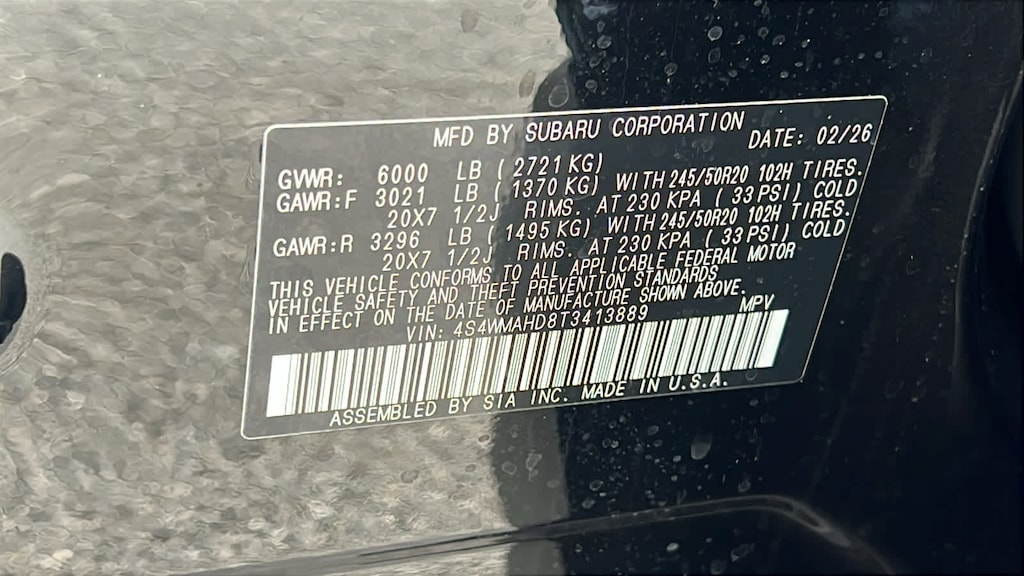 MFD BY SUBARU CORPORATION DATE: 02/26
GVWR: 6000 LB ( 2721 KG)
GAWR:F 3021 LB ( 1370 KG) WITH 245/50R20 102H TIRES.
20X7 1/2J RIMS. AT 230 KPA ( 33 PSI) COLD
GAWR:R 3296 LB ( 1495 KG) WITH 245/50R20 102H TIRES.
20X7 1/2J RIMS. AT 230 KPA ( 33 PSI) COLD
THIS VEHICLE CONFORMS TO ALL APPLICABLE FEDERAL MOTOR
VEHICLE SAFETY AND THEFT PREVENTION STANDARDS
IN EFFECT ON THE DATE OF MANUFACTURE SHOWN ABOVE.
VIN: 4S4WMAHD8T3413889 MPV
ASSEMBLED BY SIA INC. MADE IN U.S.A.